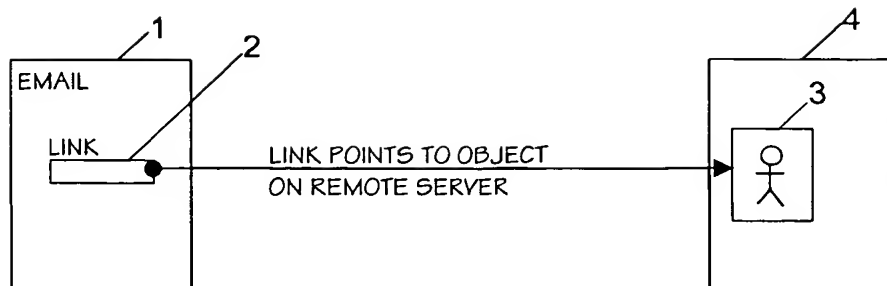 1
2
4
EMAIL
3
LINK
LINK POINTS TO OBJECT
ON REMOTE SERVER